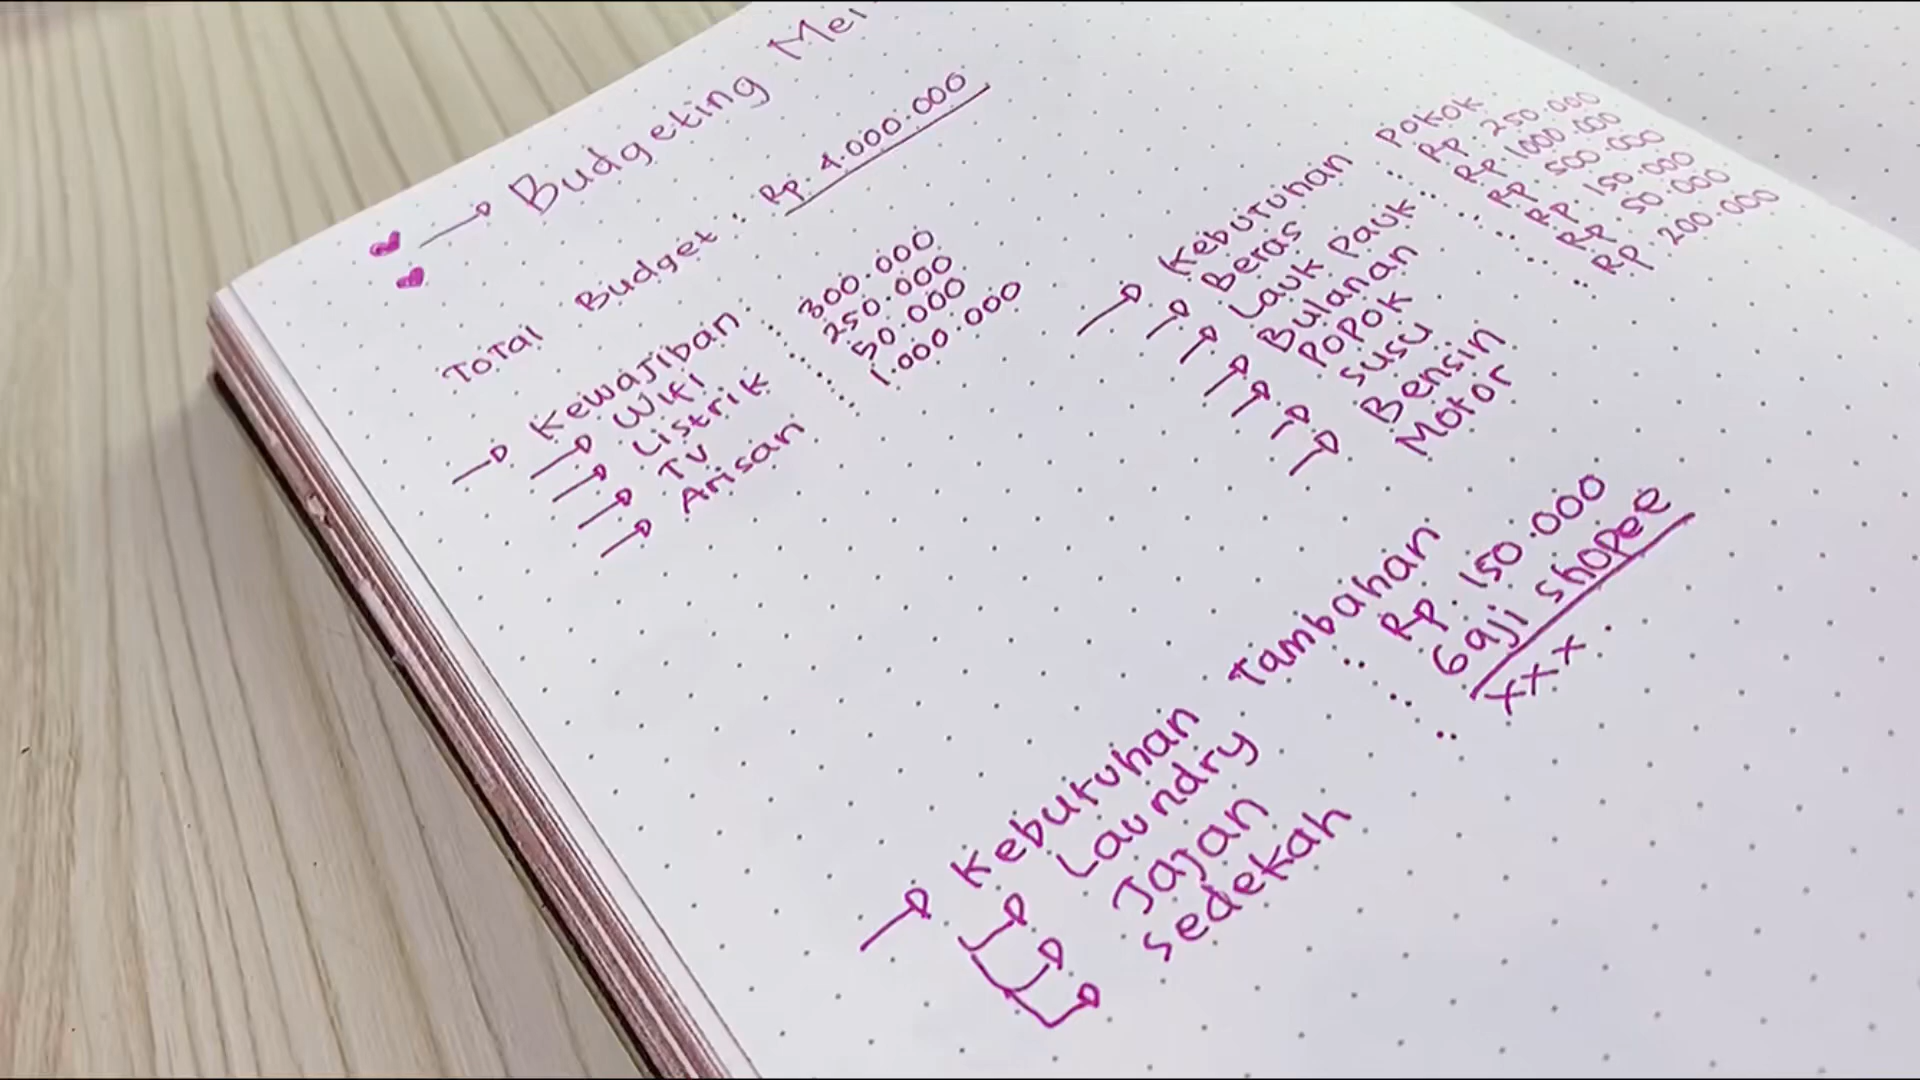 Budgeting Mei
Total Budget : Rp. 4.000.000
Kewajiban
Wifi : 300.000
Listrik : 250.000
TV : 50.000
Arisan : 1.000.000
Kebutuhan Pokok
Beras : Rp. 250.000
Lauk Pauk : Rp. 1000.000
Bulanan : Rp. 500.000
Popok : Rp. 150.000
Susu : Rp. 50.000
Bensin : Rp. 200.000
Motor
Kebutuhan Tambahan
Laundry : Rp. 150.000
Jajan : Gaji Shopee
Sedekah : xxx.